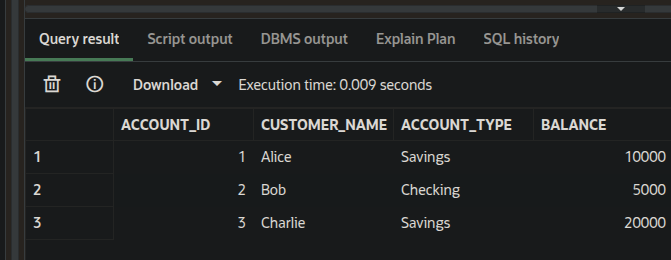 Query result Script output DBMS output Explain Plan SQL history
Download Execution time: 0.009 seconds
ACCOUNT_ID CUSTOMER_NAME ACCOUNT_TYPE BALANCE
1 1 Alice Savings 10000
2 2 Bob Checking 5000
3 3 Charlie Savings 20000